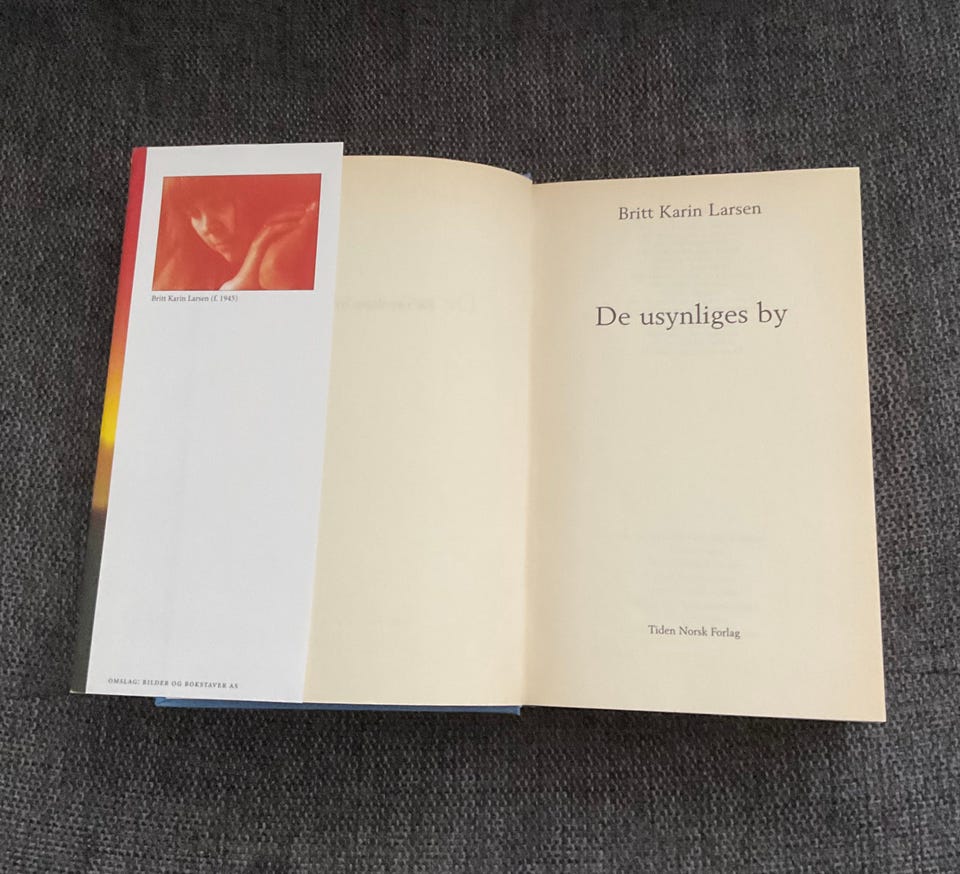 Britt Karin Larsen (f. 1945)
OMSLAG: BILDER OG BOKSTAVER AS
Britt Karin Larsen
De usynliges by
Tiden Norsk Forlag